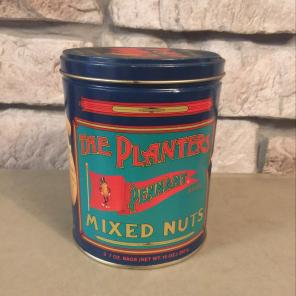 THE PLANTERS
PENNANT
MIXED NUTS